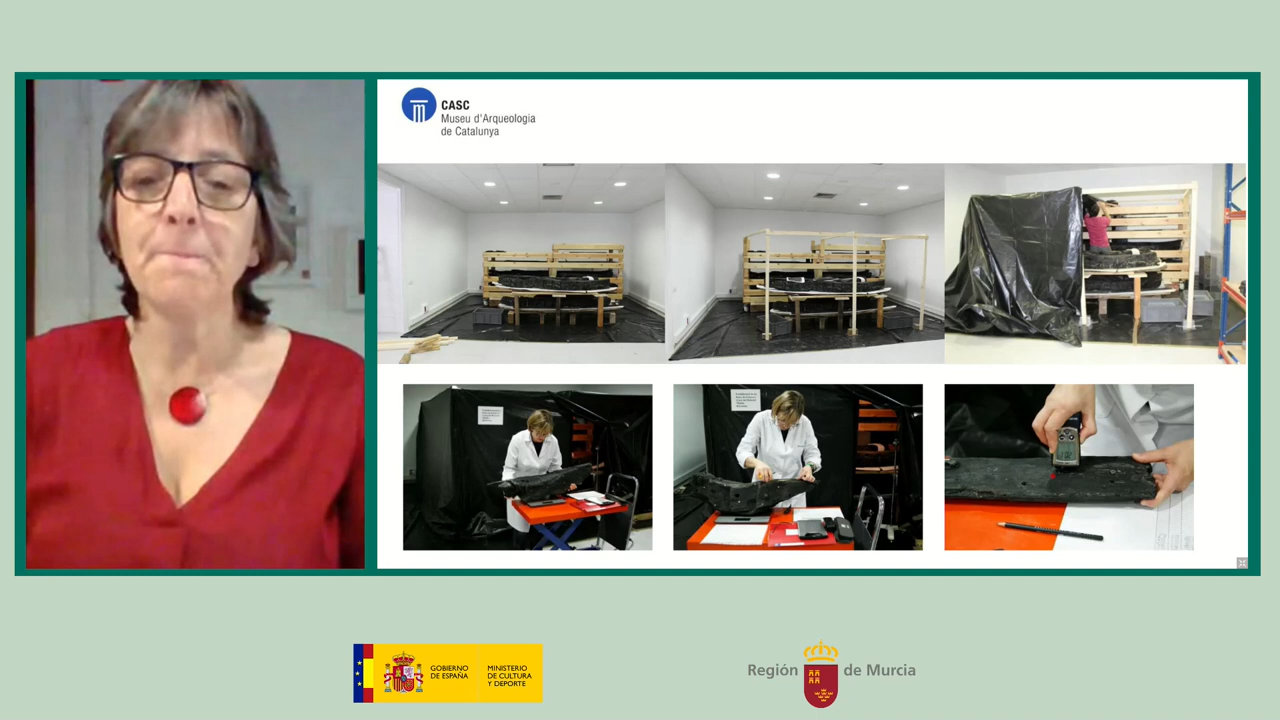 CASC
Museu d'Arqueologia
de Catalunya
GOBIERNO
DE ESPAÑA
MINISTERIO
DE CULTURA
Y DEPORTE
Región de Murcia